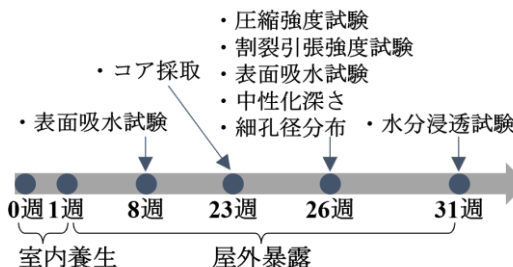 ・圧縮強度試験
・割裂引張強度試験
・コア採取
・表面吸水試験
・中性化深さ
・表面吸水試験
・細孔径分布
・水分浸透試験
0週 1週 8週 23週 26週 31週
室内養生 屋外暴露